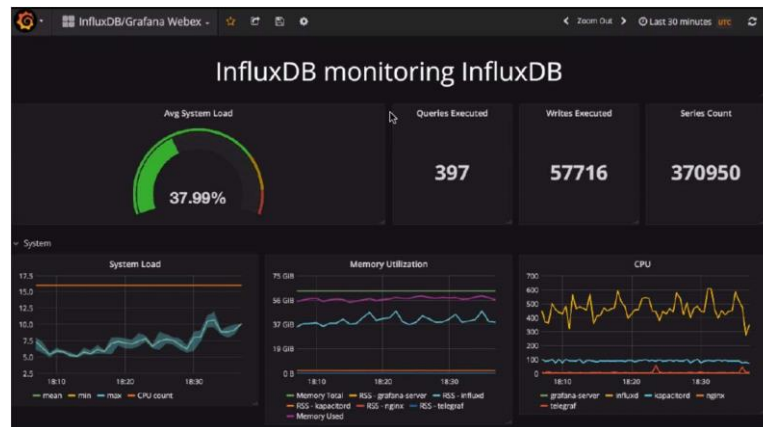 InfluxDB/Grafana Webex
Zoom Out
Last 30 minutes UTC
InfluxDB monitoring InfluxDB
Avg System Load
37.99%
Queries Executed
397
Writes Executed
57716
Series Count
370950
System
System Load
17.5
15.0
12.5
10.0
7.5
5.0
2.5
18:10 18:20 18:30
mean min max CPU count
Memory Utilization
75 GiB
56 GiB
37 GiB
19 GiB
0 B
18:10 18:20 18:30
Memory Total RSS - grafana-server RSS - influxd
RSS - kapacitord RSS - nginx RSS - telegraf
Memory Used
CPU
700
600
500
400
300
200
100
0
18:10 18:20 18:30
grafana-server influxd kapacitord nginx
telegraf